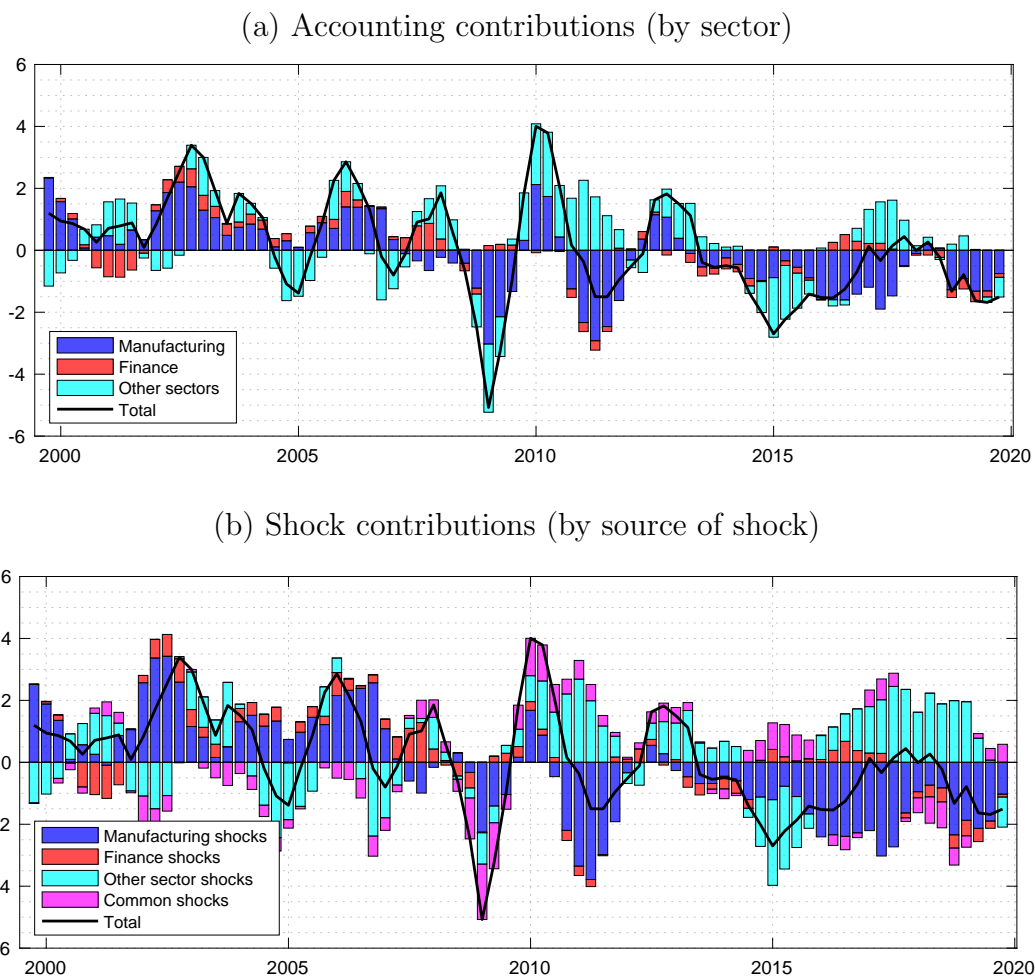 (a) Accounting contributions (by sector)
6
4
2
0
-2
-4
-6
Manufacturing
Finance
Other sectors
Total
2000 2005 2010 2015 2020
(b) Shock contributions (by source of shock)
6
4
2
0
2
4
6
Manufacturing shocks
Finance shocks
Other sector shocks
Common shocks
Total
2000 2005 2010 2015 2020